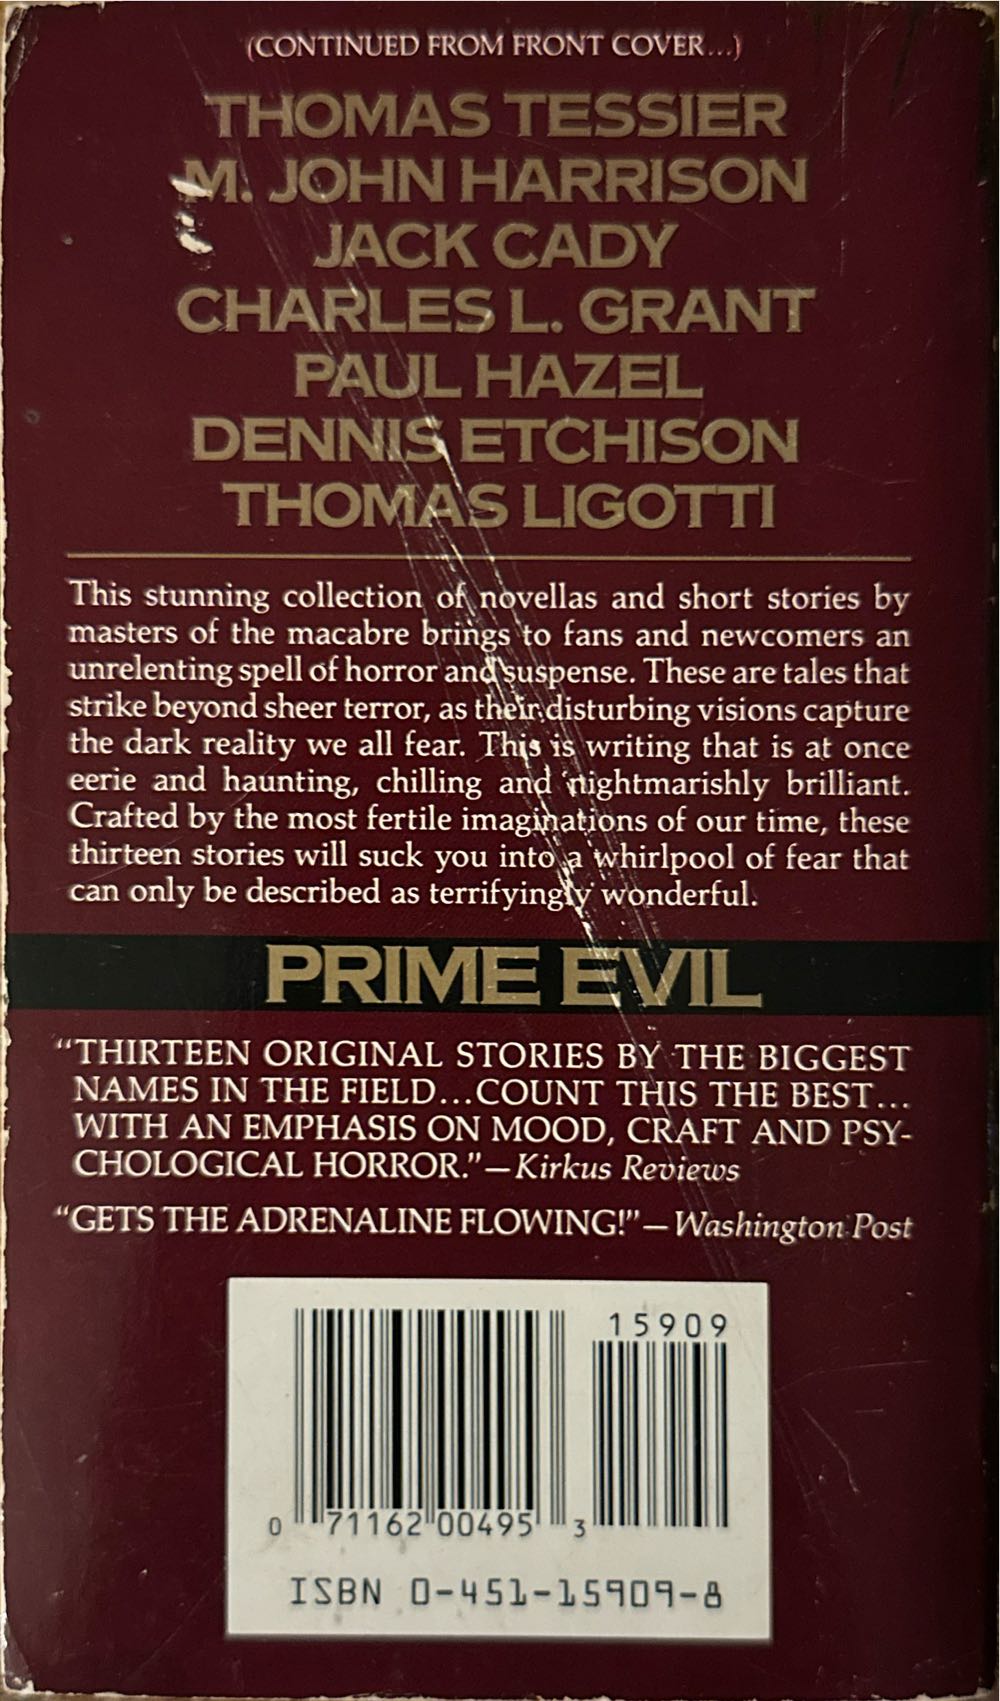 (CONTINUED FROM FRONT COVER...)
THOMAS TESSIER
M. JOHN HARRISON
JACK CADY
CHARLES L. GRANT
PAUL HAZEL
DENNIS ETCHISON
THOMAS LIGOTTI
This stunning collection of novellas and short stories by
masters of the macabre brings to fans and newcomers an
unrelenting spell of horror and suspense. These are tales that
strike beyond sheer terror, as their disturbing visions capture
the dark reality we all fear. This is writing that is at once
eerie and haunting, chilling and nightmarishly brilliant.
Crafted by the most fertile imaginations of our time, these
thirteen stories will suck you into a whirlpool of fear that
can only be described as terrifyingly wonderful.
PRIME EVIL
“THIRTEEN ORIGINAL STORIES BY THE BIGGEST
NAMES IN THE FIELD...COUNT THIS THE BEST...
WITH AN EMPHASIS ON MOOD, CRAFT AND PSY-
CHOLOGICAL HORROR.”—Kirkus Reviews
“GETS THE ADRENALINE FLOWING!”—Washington Post
15909
0 71162 00495 3
ISBN 0-451-15909-8